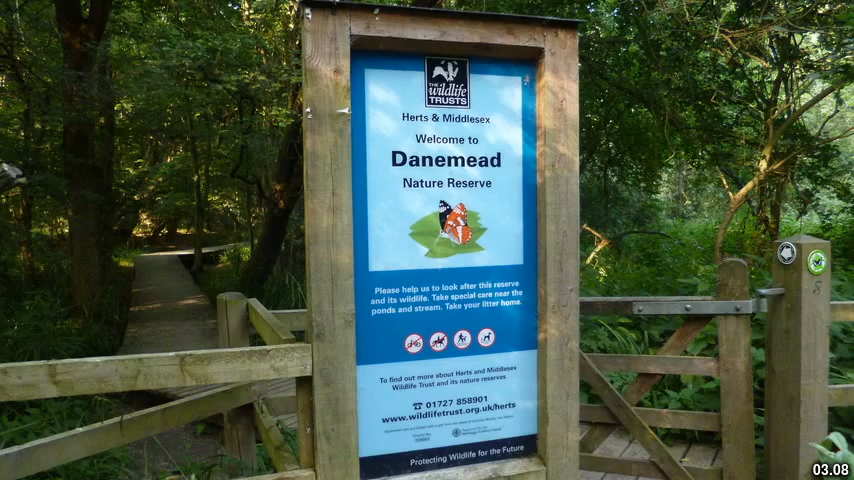 THE
wildlife
TRUSTS
Herts & Middlesex
Welcome to
Danemead
Nature Reserve
Please help us to look after this reserve
and its wildlife. Take special care near the
ponds and stream. Take your litter home.
To find out more about Herts and Middlesex
Wildlife Trust and its nature reserves
☎ 01727 858901
www.wildlifetrust.org.uk/herts
Protecting Wildlife for the Future
03.08